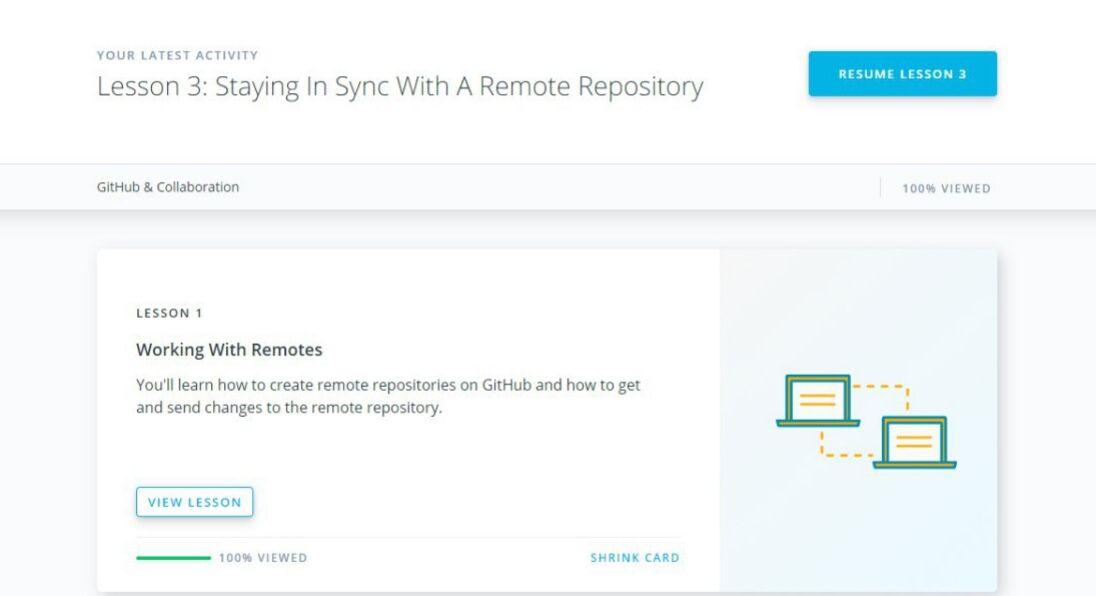 YOUR LATEST ACTIVITY
Lesson 3: Staying In Sync With A Remote Repository
RESUME LESSON 3
GitHub & Collaboration
100% VIEWED
LESSON 1
Working With Remotes
You'll learn how to create remote repositories on GitHub and how to get
and send changes to the remote repository.
VIEW LESSON
100% VIEWED
SHRINK CARD